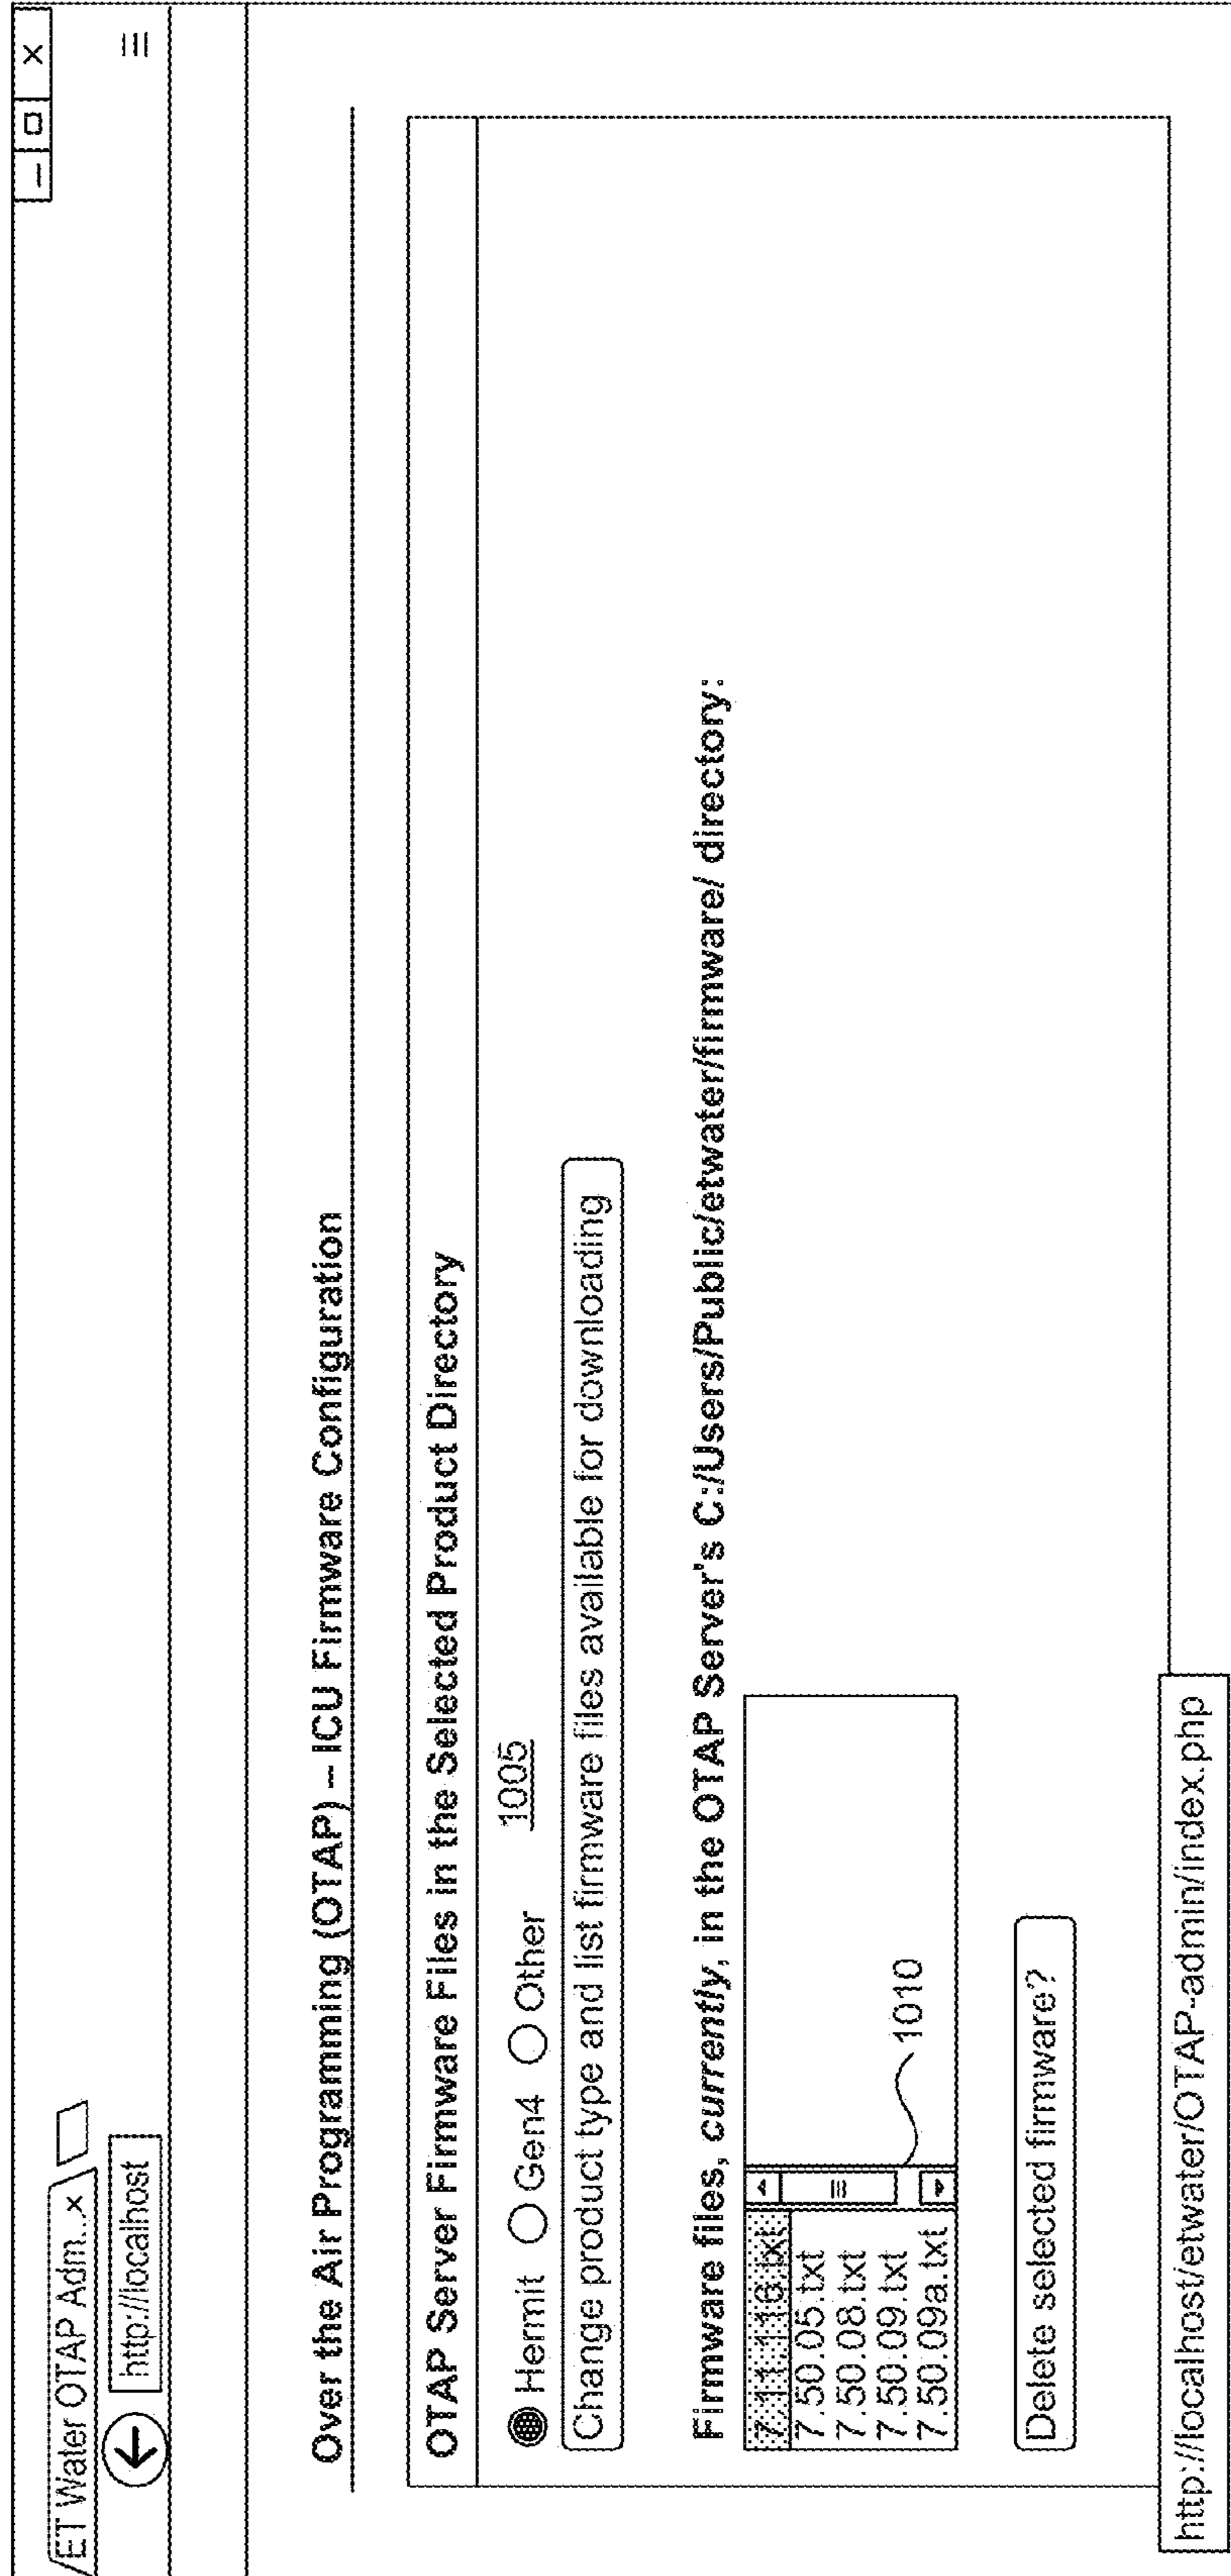 ET Water OTAP Adm..x
http://localhost
Over the Air Programming (OTAP) – ICU Firmware Configuration
OTAP Server Firmware Files in the Selected Product Directory
Hermit Gen4 Other 1005
Change product type and list firmware files available for downloading
Firmware files, currently, in the OTAP Server's C:/Users/Public/etwater/firmware/ directory:
7.50.05.txt
7.50.08.txt
7.50.09.txt
7.50.09a.txt
1010
Delete selected firmware?
http://localhost/etwater/OTAP-admin/index.php